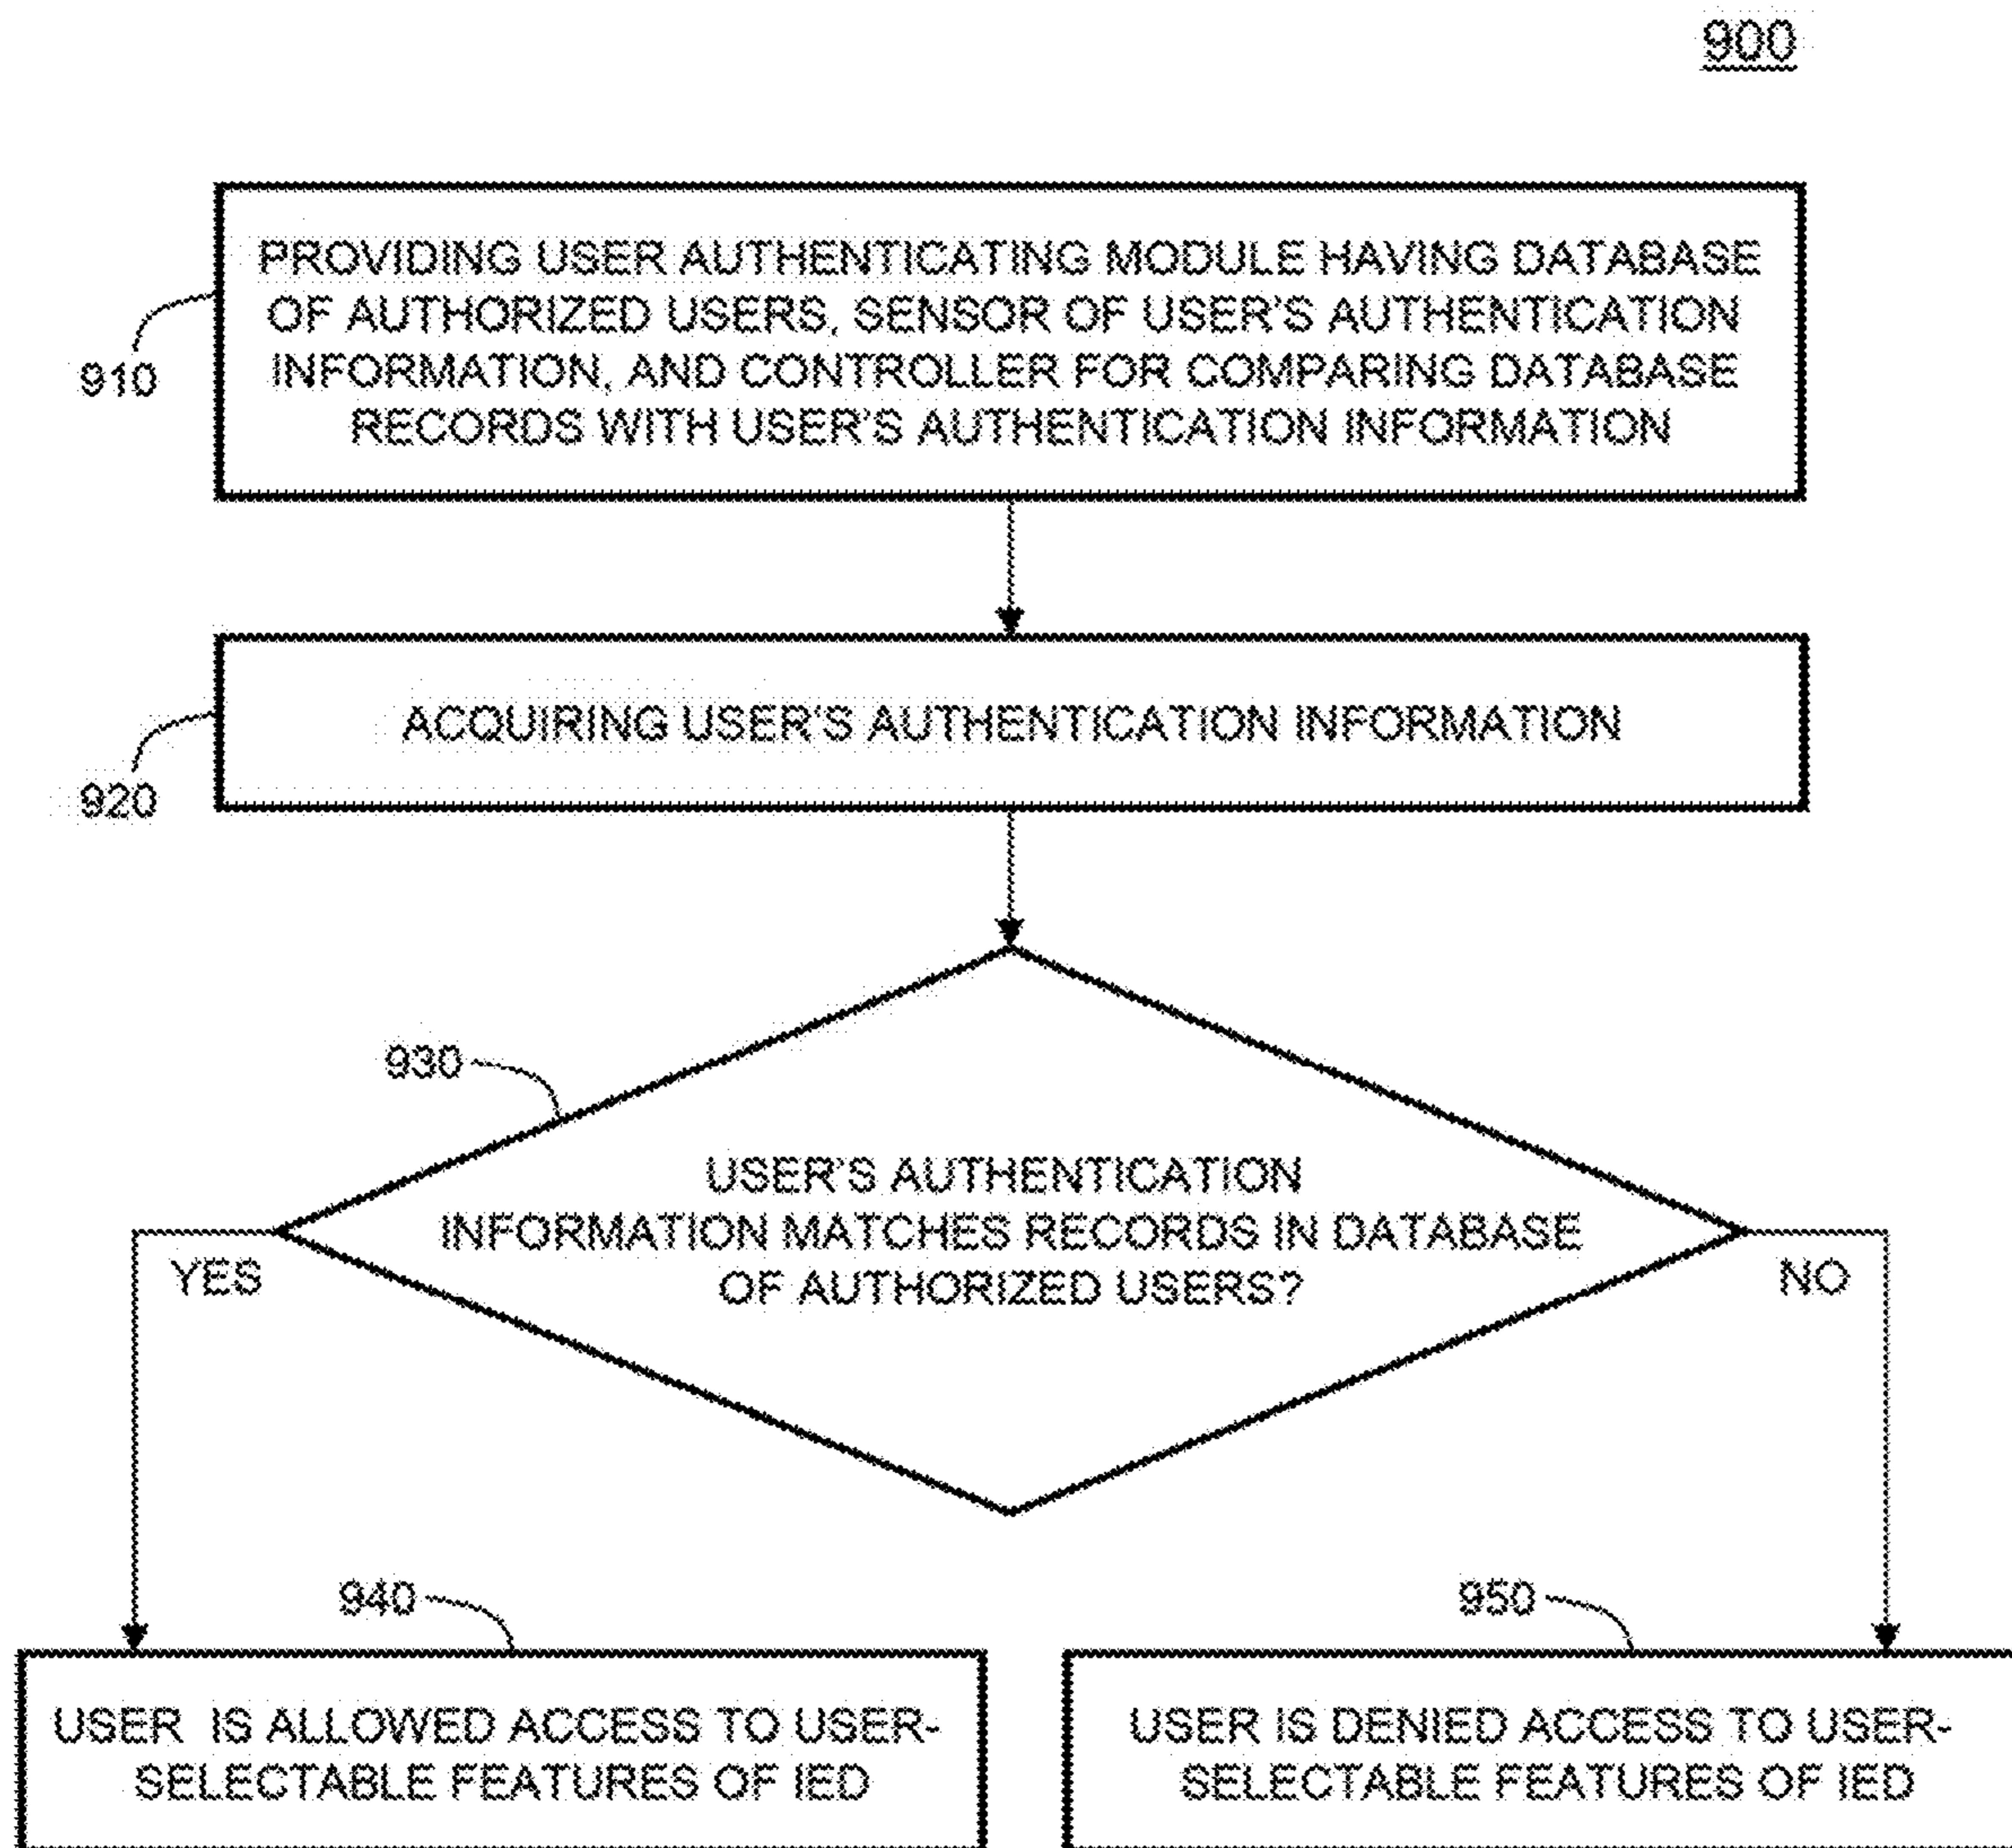 900
PROVIDING USER AUTHENTICATING MODULE HAVING DATABASE
OF AUTHORIZED USERS, SENSOR OF USER'S AUTHENTICATION
INFORMATION, AND CONTROLLER FOR COMPARING DATABASE
RECORDS WITH USER'S AUTHENTICATION INFORMATION
910
ACQUIRING USER'S AUTHENTICATION INFORMATION
920
930
USER'S AUTHENTICATION
INFORMATION MATCHES RECORDS IN DATABASE
OF AUTHORIZED USERS?
YES
NO
940
950
USER IS ALLOWED ACCESS TO USER-
SELECTABLE FEATURES OF IED
USER IS DENIED ACCESS TO USER-
SELECTABLE FEATURES OF IED